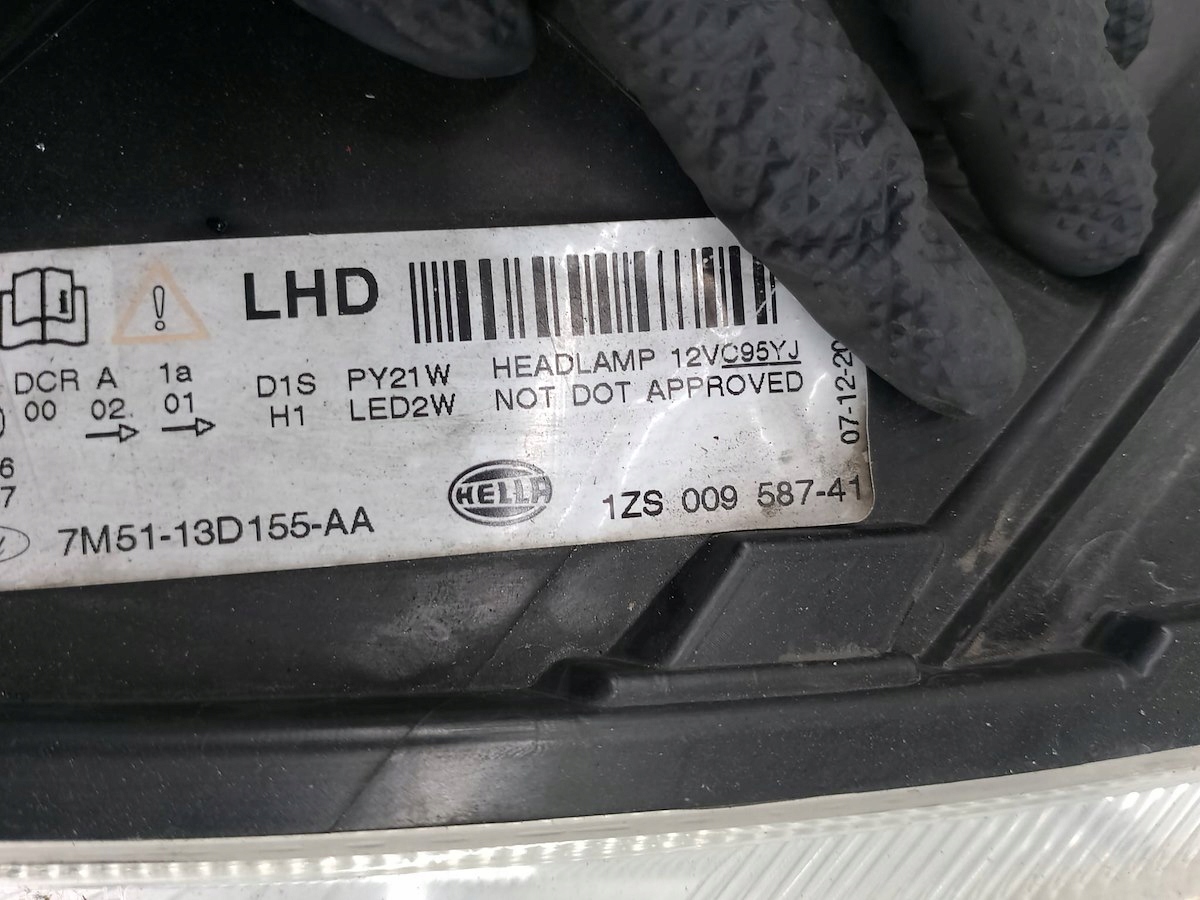 LHD
DCR A 1a
00 02 01
D1S PY21W
H1 LED2W
HEADLAMP 12VC95YJ
NOT DOT APPROVED
07-12-20
6
7
7M51-13D155-AA
HELLA
1ZS 009 587-41